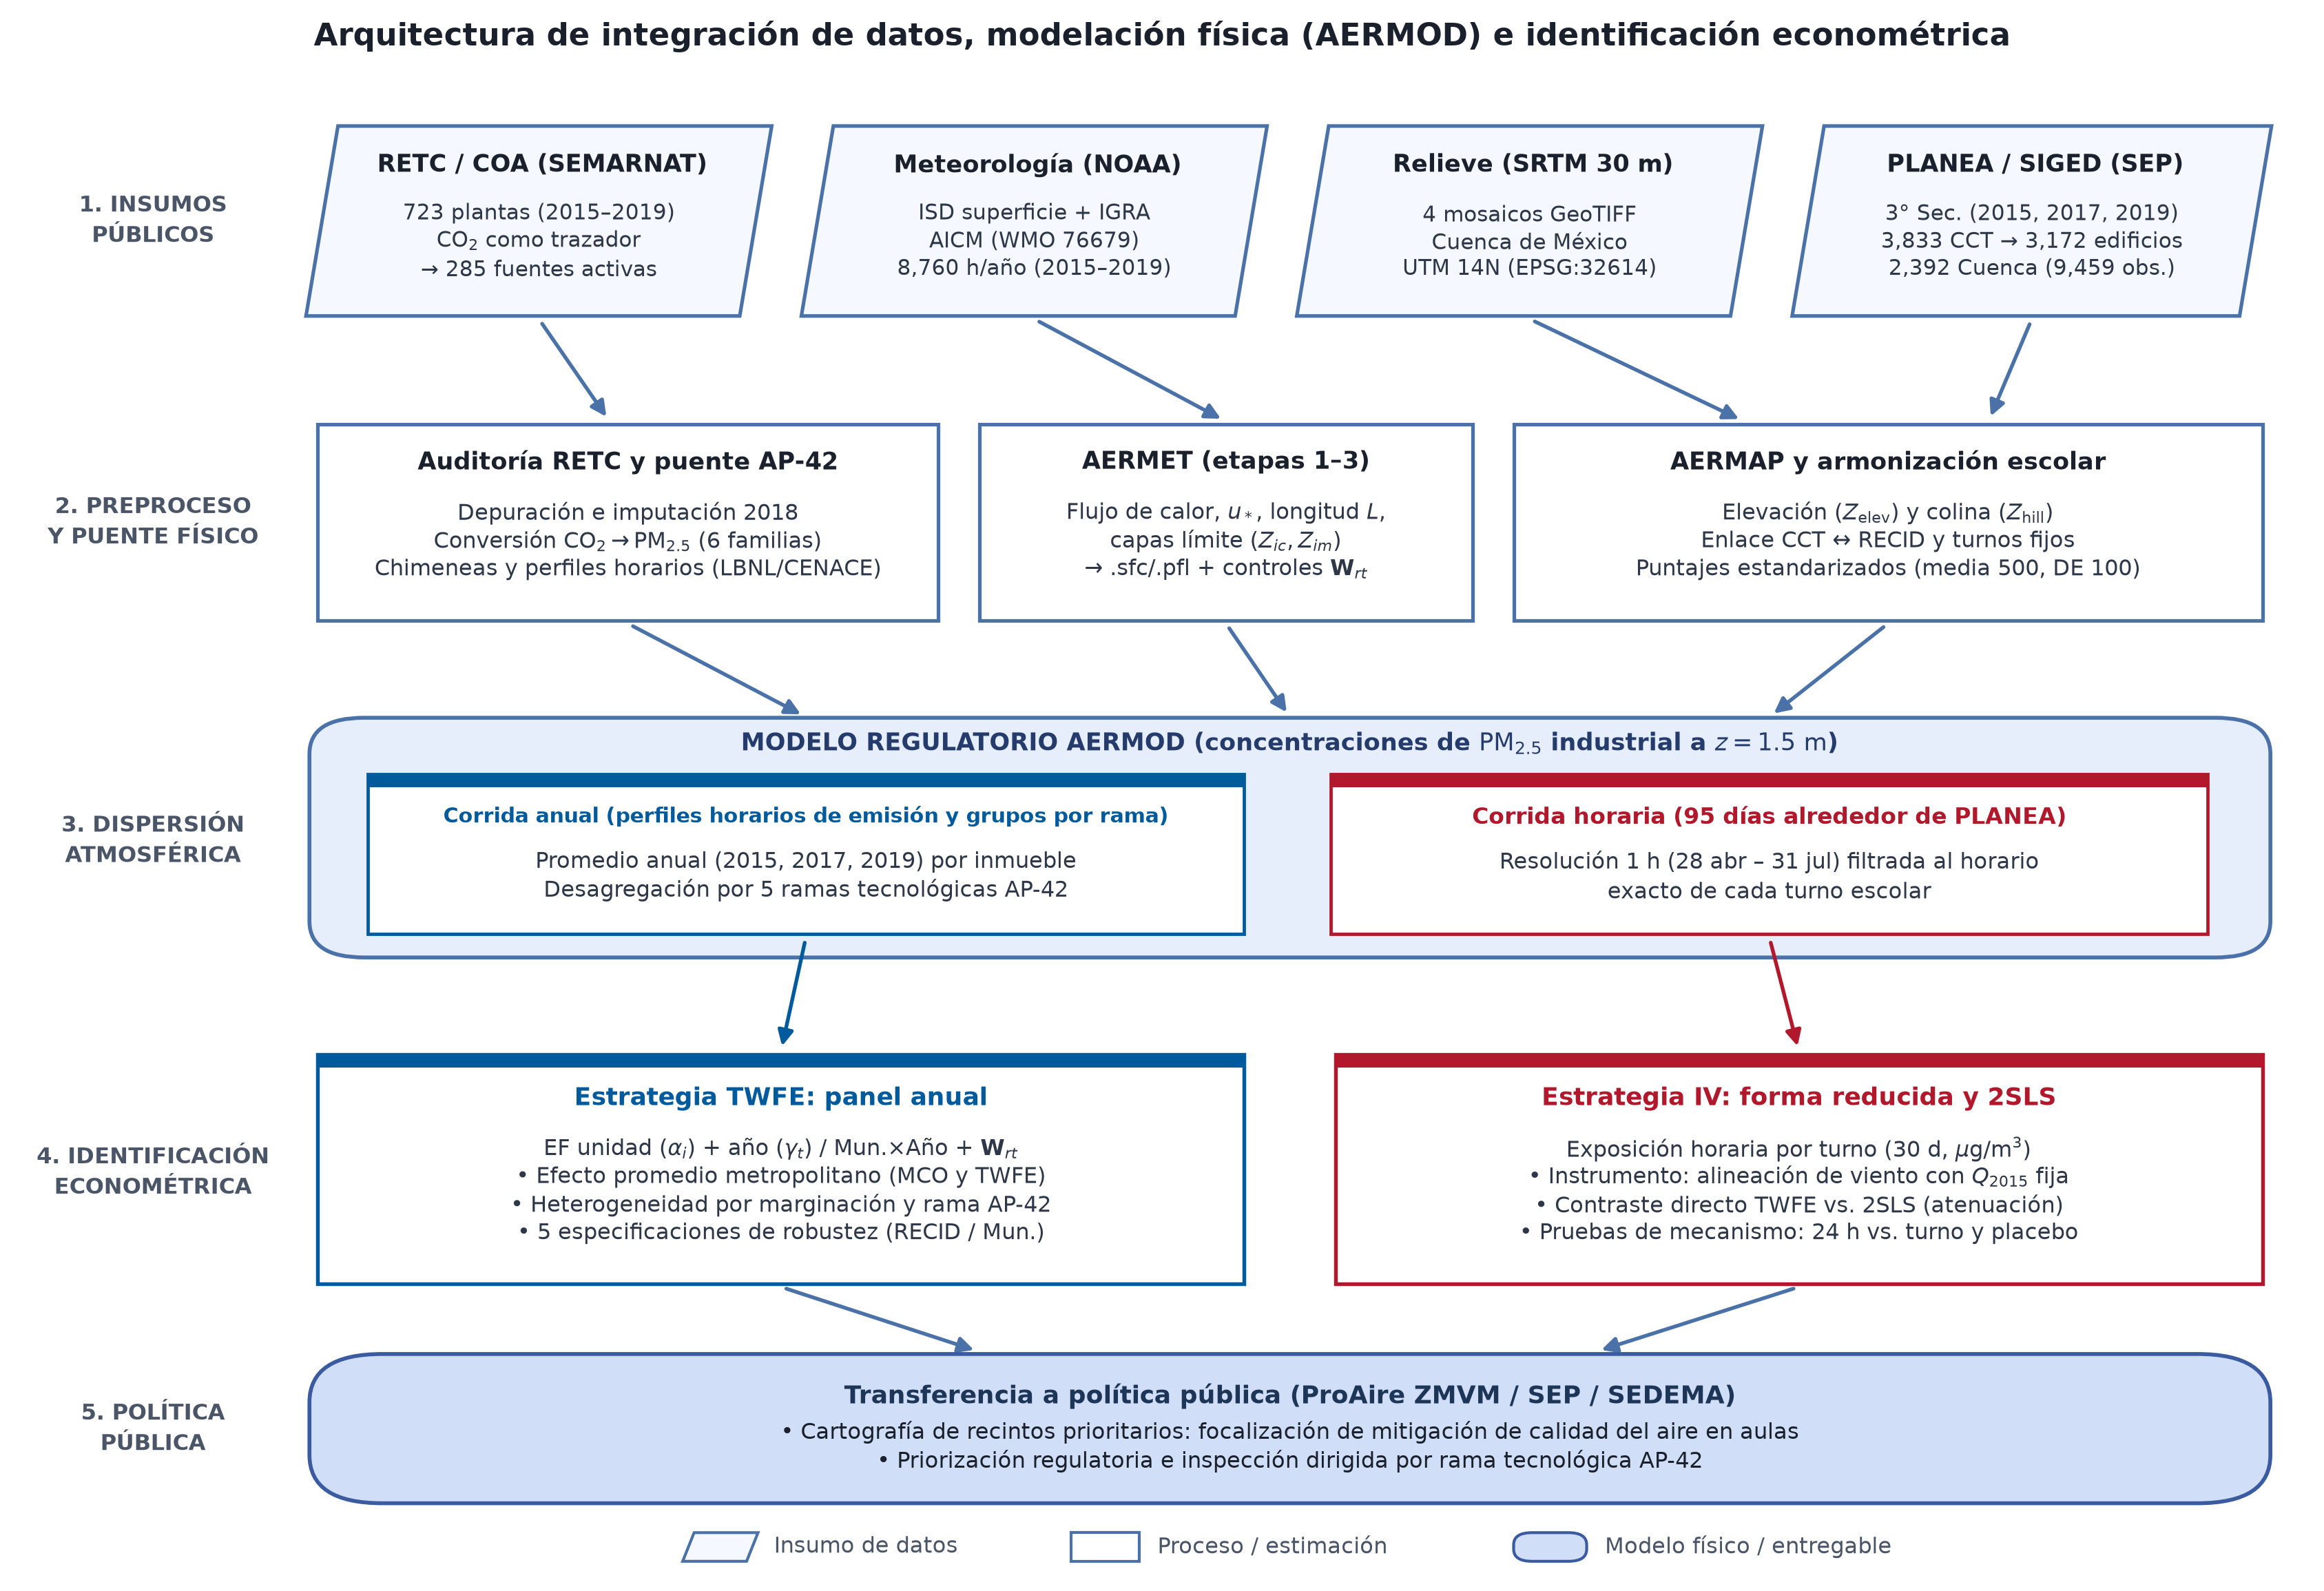 Arquitectura de integración de datos, modelación física (AERMOD) e identificación econométrica
1. INSUMOS
PÚBLICOS
RETC / COA (SEMARNAT)
723 plantas (2015–2019)
CO₂ como trazador
→ 285 fuentes activas
Meteorología (NOAA)
ISD superficie + IGRA
AICM (WMO 76679)
8,760 h/año (2015–2019)
Relieve (SRTM 30 m)
4 mosaicos GeoTIFF
Cuenca de México
UTM 14N (EPSG:32614)
PLANEA / SIGED (SEP)
3° Sec. (2015, 2017, 2019)
3,833 CCT → 3,172 edificios
2,392 Cuenca (9,459 obs.)
2. PREPROCESO
Y PUENTE FÍSICO
Auditoría RETC y puente AP-42
Depuración e imputación 2018
Conversión CO₂→PM₂.₅ (6 familias)
Chimeneas y perfiles horarios (LBNL/CENACE)
AERMET (etapas 1–3)
Flujo de calor, u*, longitud L,
capas límite (Z_ic, Z_im)
→ .sfc/.pfl + controles W_rt
AERMAP y armonización escolar
Elevación (Z_elev) y colina (Z_hill)
Enlace CCT ↔ RECID y turnos fijos
Puntajes estandarizados (media 500, DE 100)
3. DISPERSIÓN
ATMOSFÉRICA
MODELO REGULATORIO AERMOD (concentraciones de PM₂.₅ industrial a z = 1.5 m)
Corrida anual (perfiles horarios de emisión y grupos por rama)
Promedio anual (2015, 2017, 2019) por inmueble
Desagregación por 5 ramas tecnológicas AP-42
Corrida horaria (95 días alrededor de PLANEA)
Resolución 1 h (28 abr – 31 jul) filtrada al horario
exacto de cada turno escolar
4. IDENTIFICACIÓN
ECONOMÉTRICA
Estrategia TWFE: panel anual
EF unidad (α_i) + año (γ_t) / Mun.×Año + W_rt
• Efecto promedio metropolitano (MCO y TWFE)
• Heterogeneidad por marginación y rama AP-42
• 5 especificaciones de robustez (RECID / Mun.)
Estrategia IV: forma reducida y 2SLS
Exposición horaria por turno (30 d, μg/m³)
• Instrumento: alineación de viento con Q₂₀₁₅ fija
• Contraste directo TWFE vs. 2SLS (atenuación)
• Pruebas de mecanismo: 24 h vs. turno y placebo
5. POLÍTICA
PÚBLICA
Transferencia a política pública (ProAire ZMVM / SEP / SEDEMA)
• Cartografía de recintos prioritarios: focalización de mitigación de calidad del aire en aulas
• Priorización regulatoria e inspección dirigida por rama tecnológica AP-42
Insumo de datos
Proceso / estimación
Modelo físico / entregable